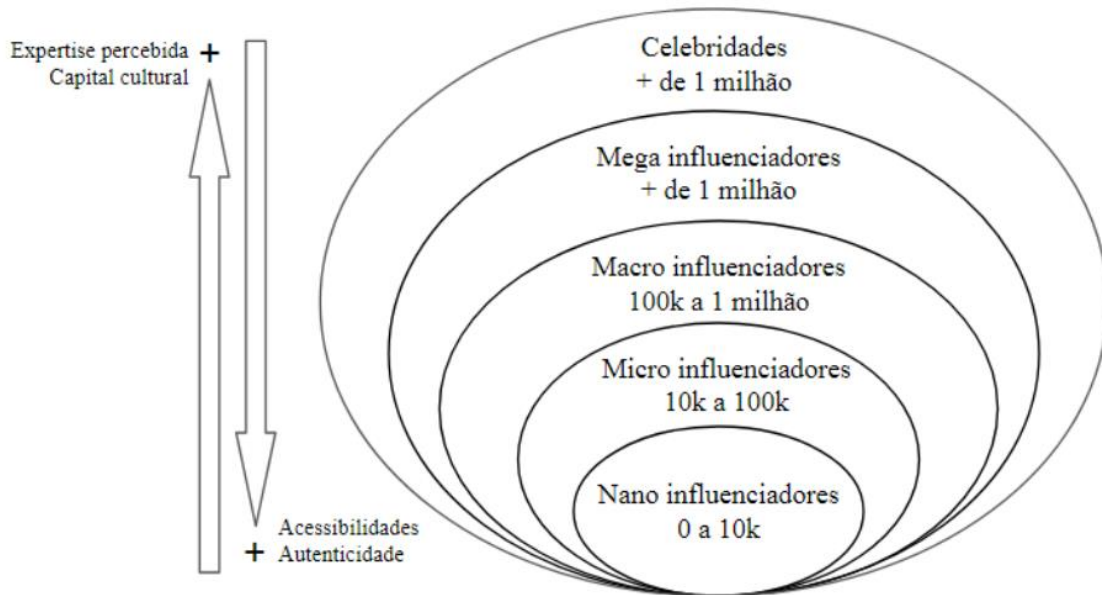 Expertise percebida +
Capital cultural
Celebridades
+ de 1 milhão
Mega influenciadores
+ de 1 milhão
Macro influenciadores
100k a 1 milhão
Micro influenciadores
10k a 100k
Nano influenciadores
0 a 10k
Acessibilidades
+ Autenticidade